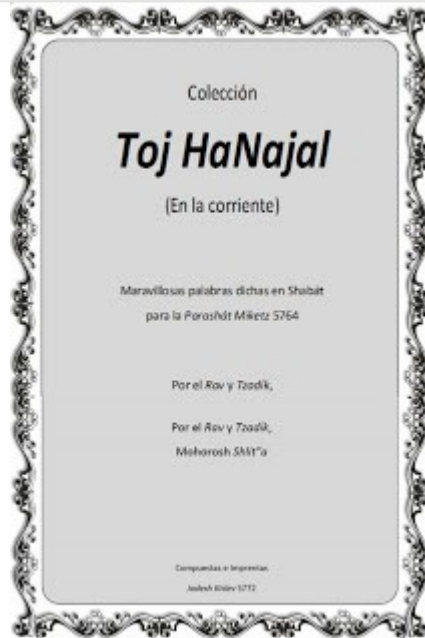 Colección
Toj HaNajal
(En la corriente)
Maravillosas palabras dichas en Shabát
para la Parashát Miketz 5764
Por el Rav y Tzadik,
Por el Rav y Tzadik,
Mohorosh Shlit"a
Compuestas e Imprentas
Jodesh Kislev 5772